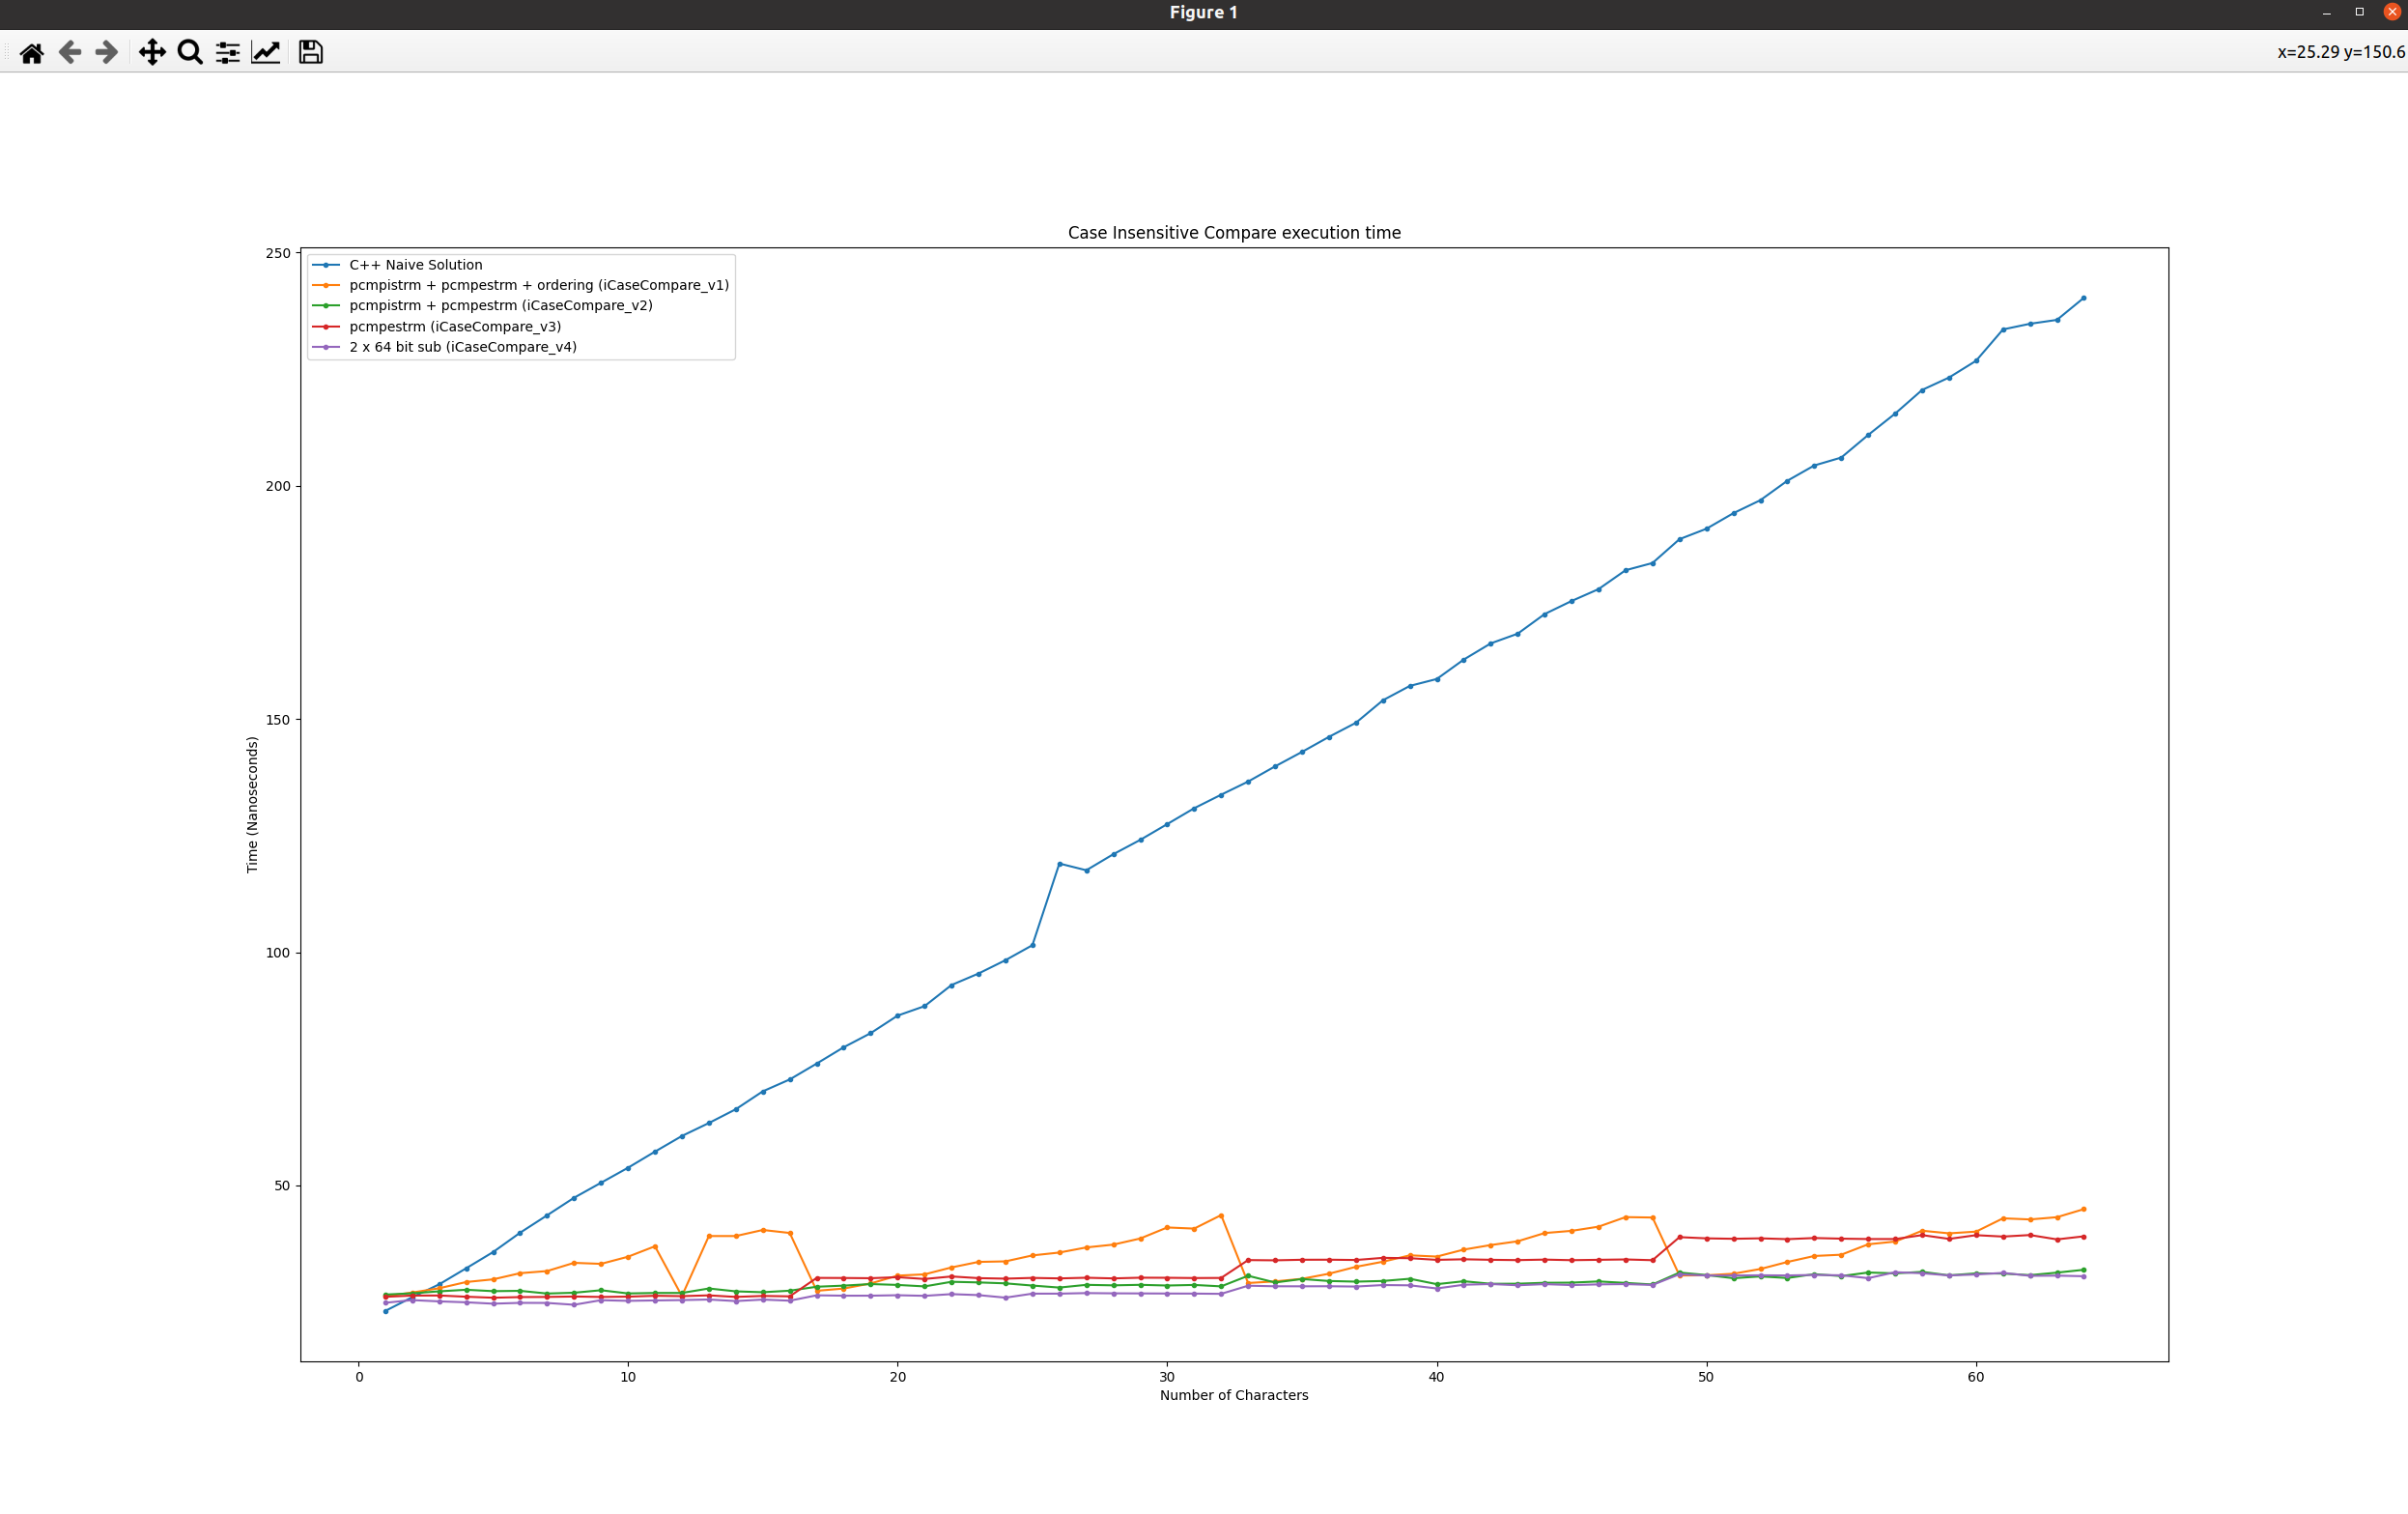 Figure 1
x=25.29 y=150.6
Case Insensitive Compare execution time
250
200
150
100
50
Time (Nanoseconds)
C++ Naive Solution
pcmpistrm + pcmpestrm + ordering (iCaseCompare_v1)
pcmpistrm + pcmpestrm (iCaseCompare_v2)
pcmpestrm (iCaseCompare_v3)
2 x 64 bit sub (iCaseCompare_v4)
0
10
20
30
40
50
60
Number of Characters